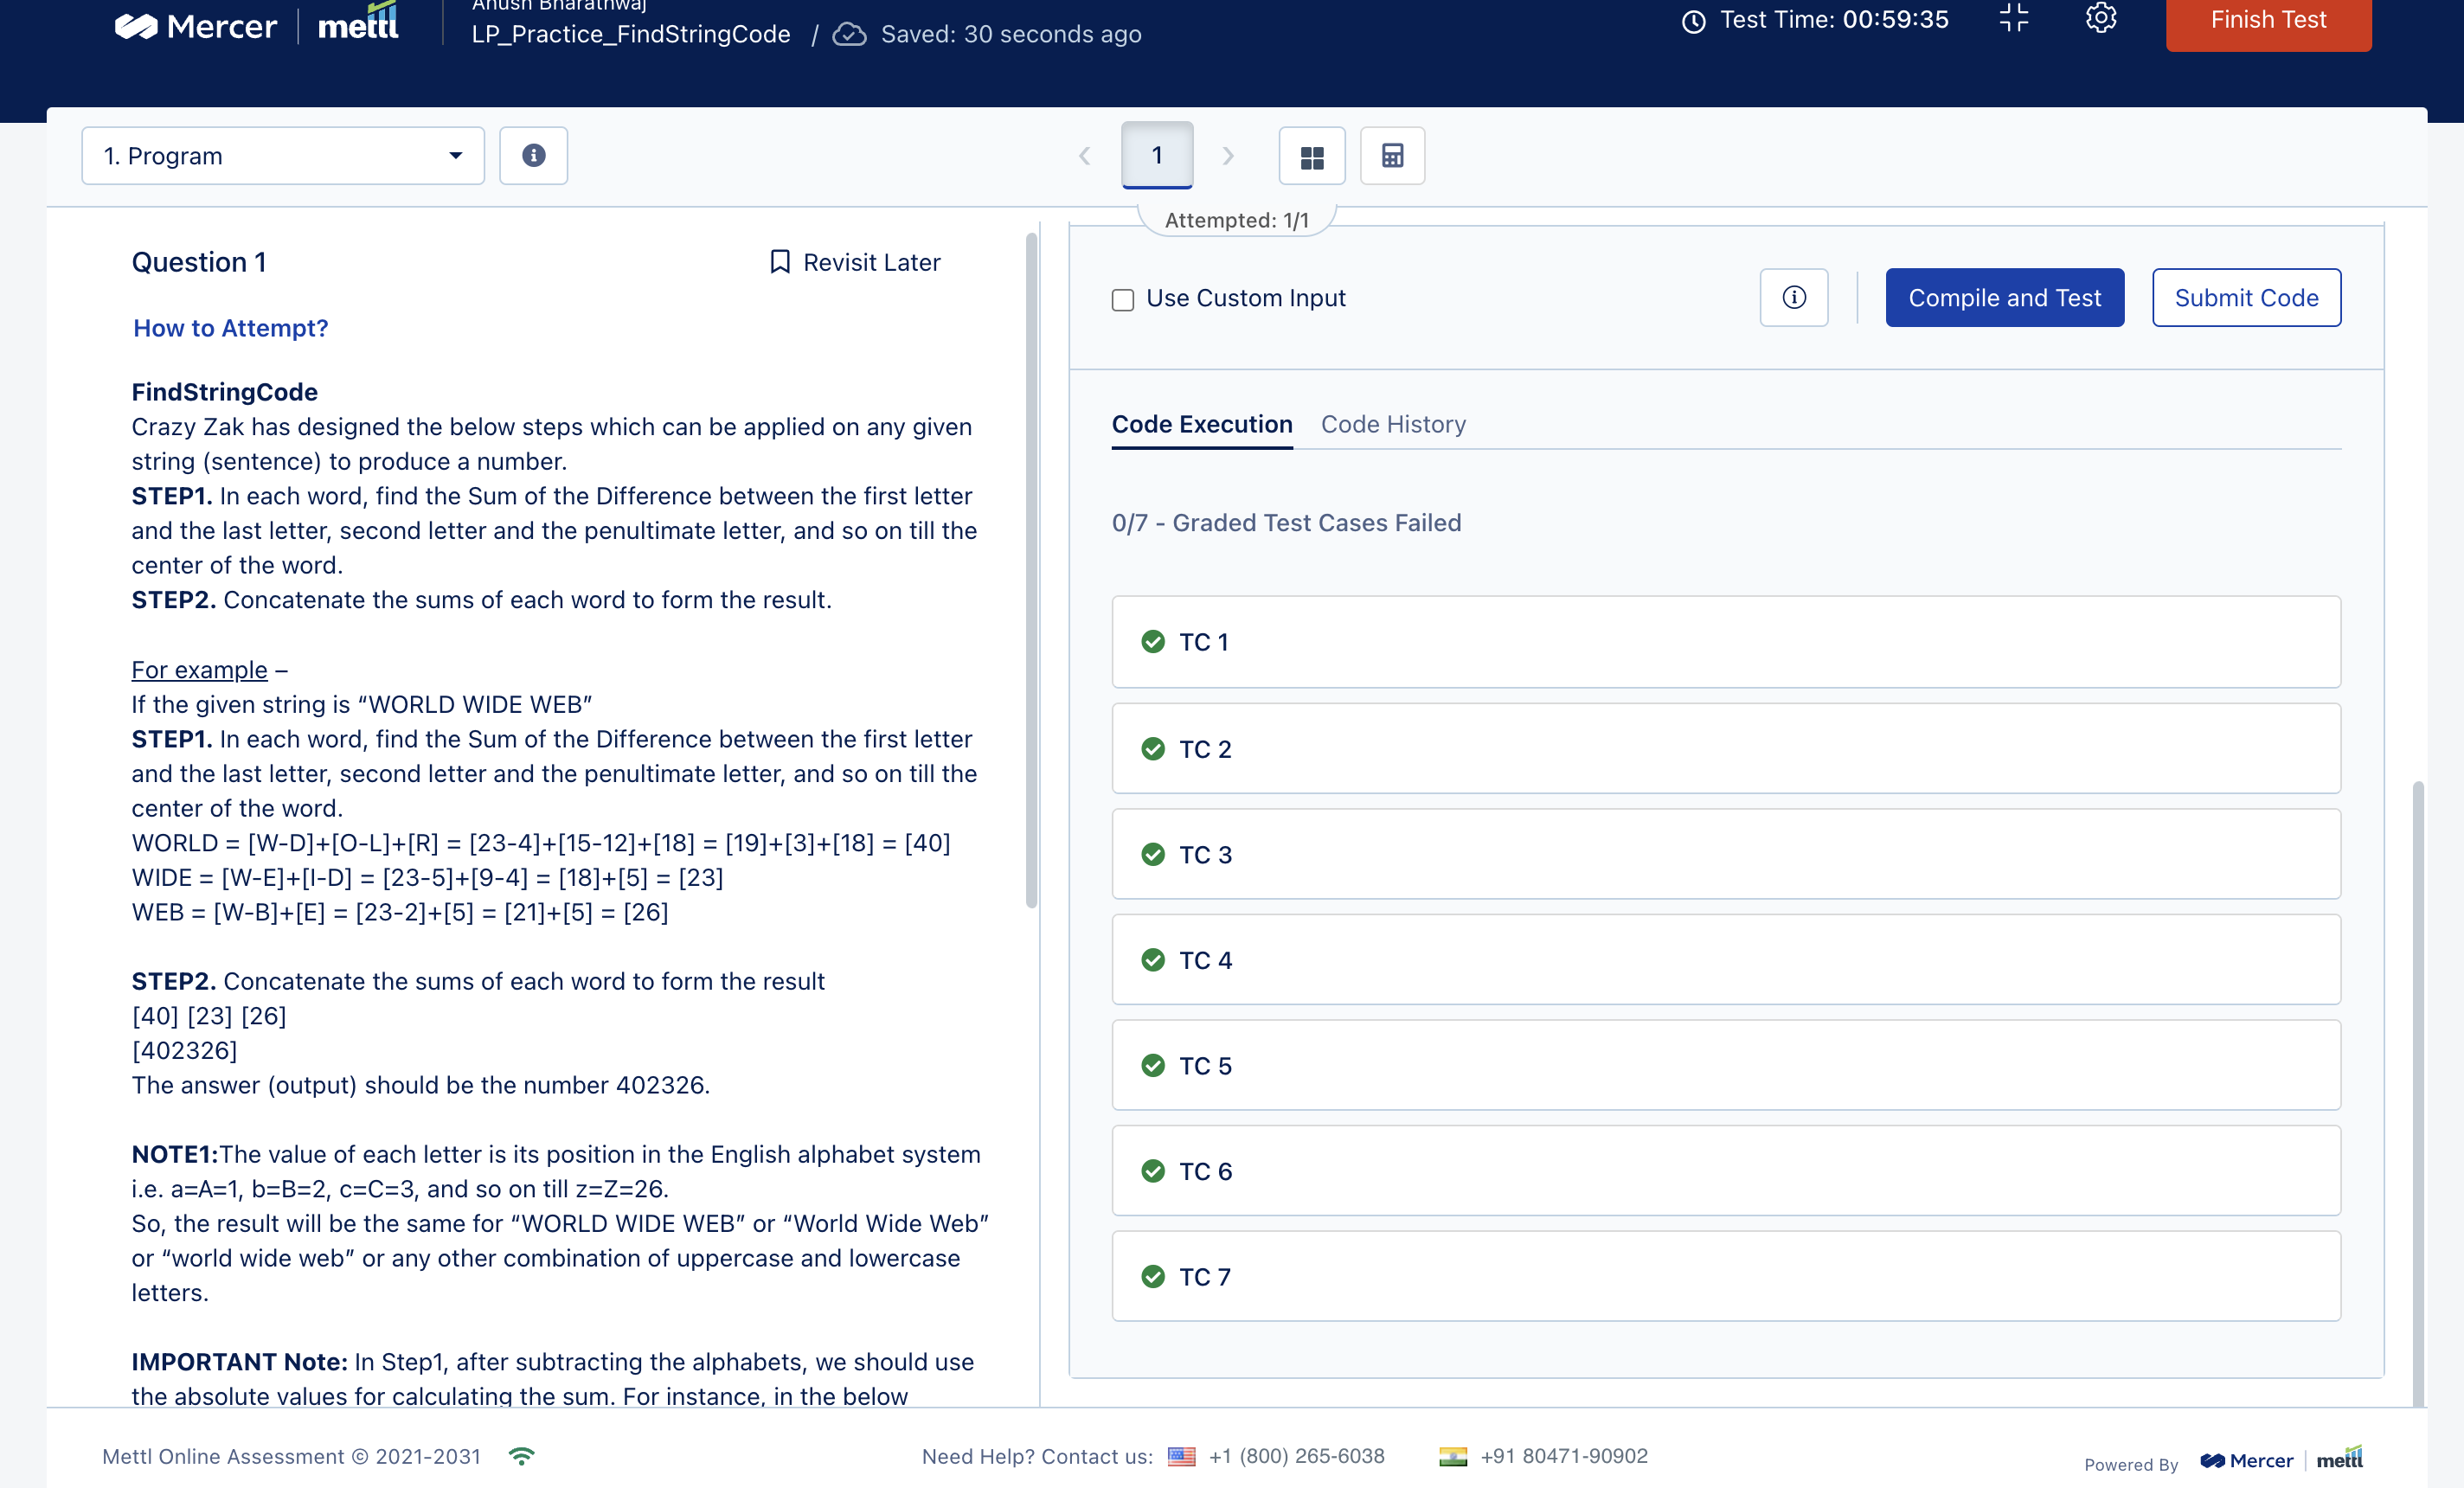 Mercer | mettl
Anush Bharathwaj
LP_Practice_FindStringCode / Saved: 30 seconds ago
Test Time: 00:59:35
Finish Test
1. Program
1
Attempted: 1/1
Question 1
Revisit Later
How to Attempt?
FindStringCode
Crazy Zak has designed the below steps which can be applied on any given
string (sentence) to produce a number.
STEP1. In each word, find the Sum of the Difference between the first letter
and the last letter, second letter and the penultimate letter, and so on till the
center of the word.
STEP2. Concatenate the sums of each word to form the result.
For example –
If the given string is “WORLD WIDE WEB”
STEP1. In each word, find the Sum of the Difference between the first letter
and the last letter, second letter and the penultimate letter, and so on till the
center of the word.
WORLD = [W-D]+[O-L]+[R] = [23-4]+[15-12]+[18] = [19]+[3]+[18] = [40]
WIDE = [W-E]+[I-D] = [23-5]+[9-4] = [18]+[5] = [23]
WEB = [W-B]+[E] = [23-2]+[5] = [21]+[5] = [26]
STEP2. Concatenate the sums of each word to form the result
[40] [23] [26]
[402326]
The answer (output) should be the number 402326.
NOTE1:The value of each letter is its position in the English alphabet system
i.e. a=A=1, b=B=2, c=C=3, and so on till z=Z=26.
So, the result will be the same for “WORLD WIDE WEB” or “World Wide Web”
or “world wide web” or any other combination of uppercase and lowercase
letters.
IMPORTANT Note: In Step1, after subtracting the alphabets, we should use
the absolute values for calculating the sum. For instance, in the below
Use Custom Input
Compile and Test
Submit Code
Code Execution
Code History
0/7 - Graded Test Cases Failed
TC 1
TC 2
TC 3
TC 4
TC 5
TC 6
TC 7
Mettl Online Assessment © 2021-2031
Need Help? Contact us: +1 (800) 265-6038 +91 80471-90902
Powered By Mercer | mettl